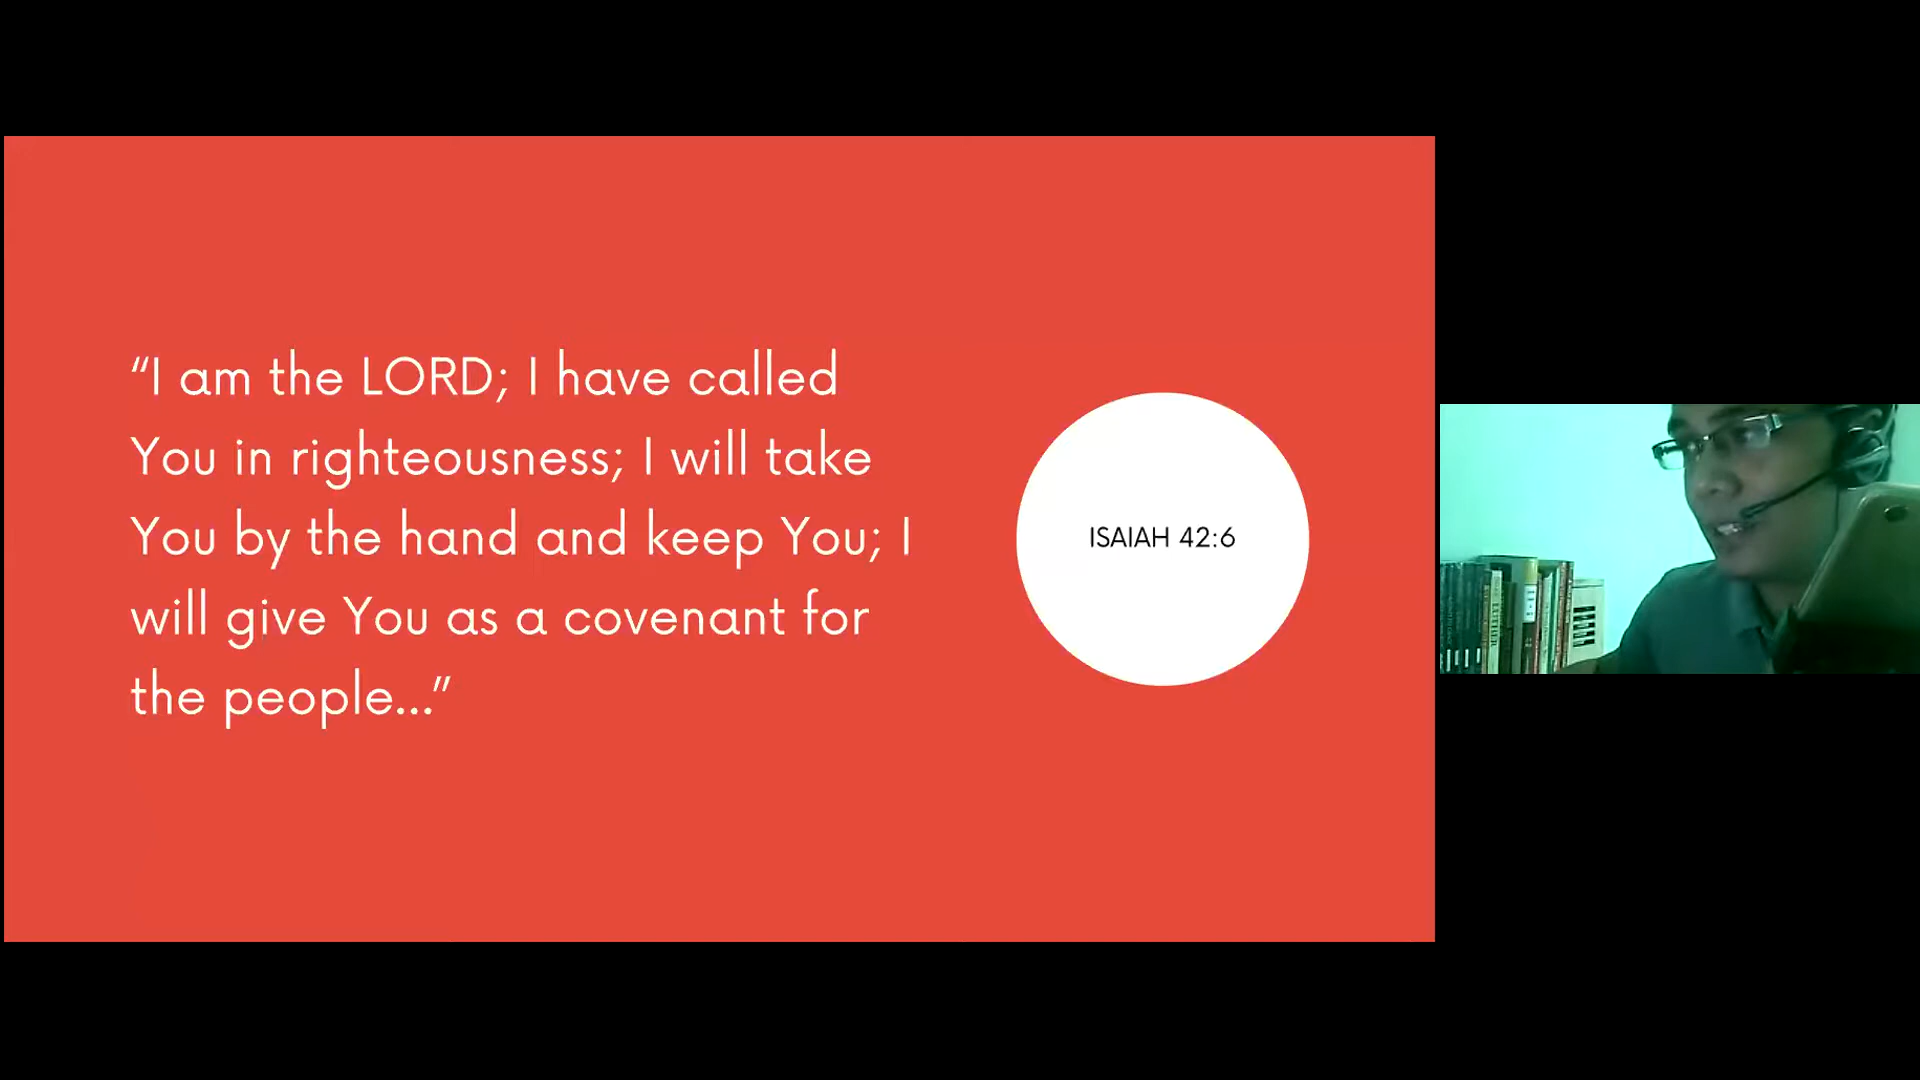 “I am the LORD; I have called
You in righteousness; I will take
You by the hand and keep You; I
will give You as a covenant for
the people...”
ISAIAH 42:6